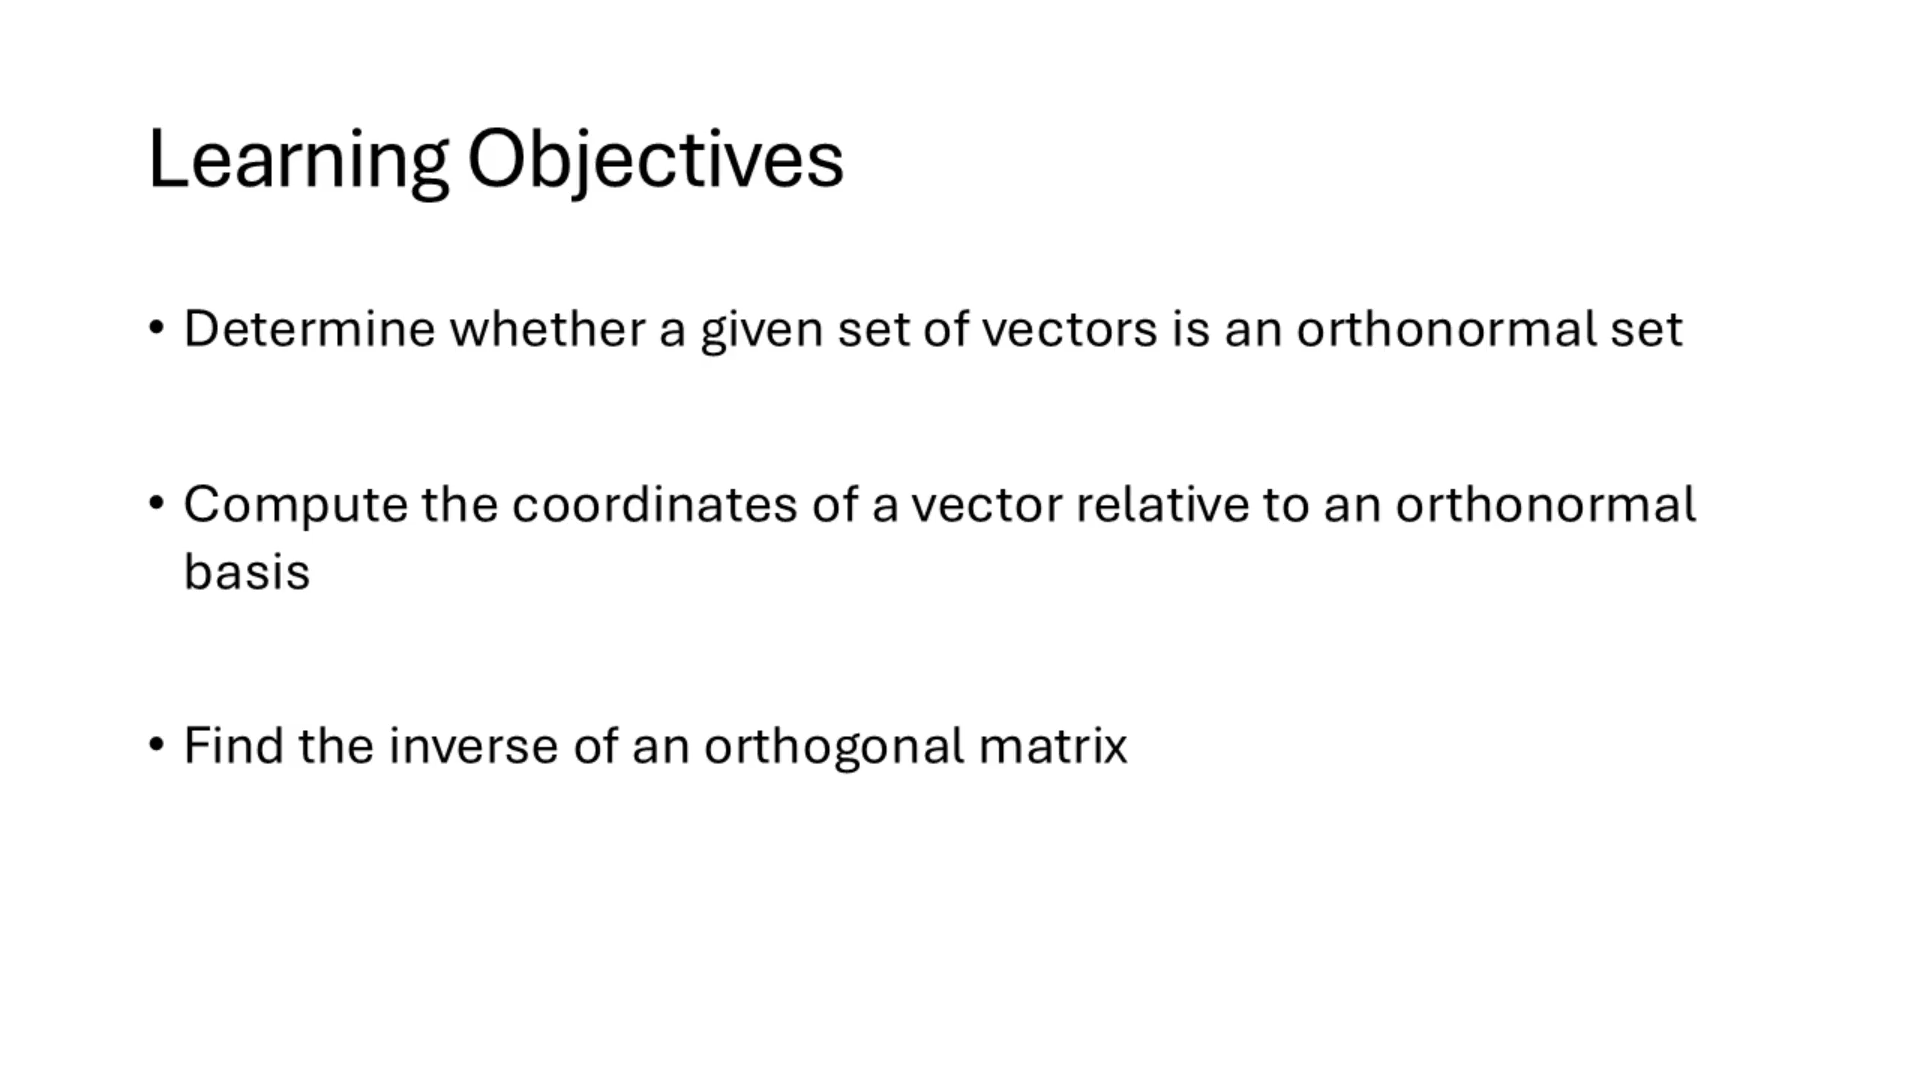 Learning Objectives
• Determine whether a given set of vectors is an orthonormal set
• Compute the coordinates of a vector relative to an orthonormal
basis
• Find the inverse of an orthogonal matrix